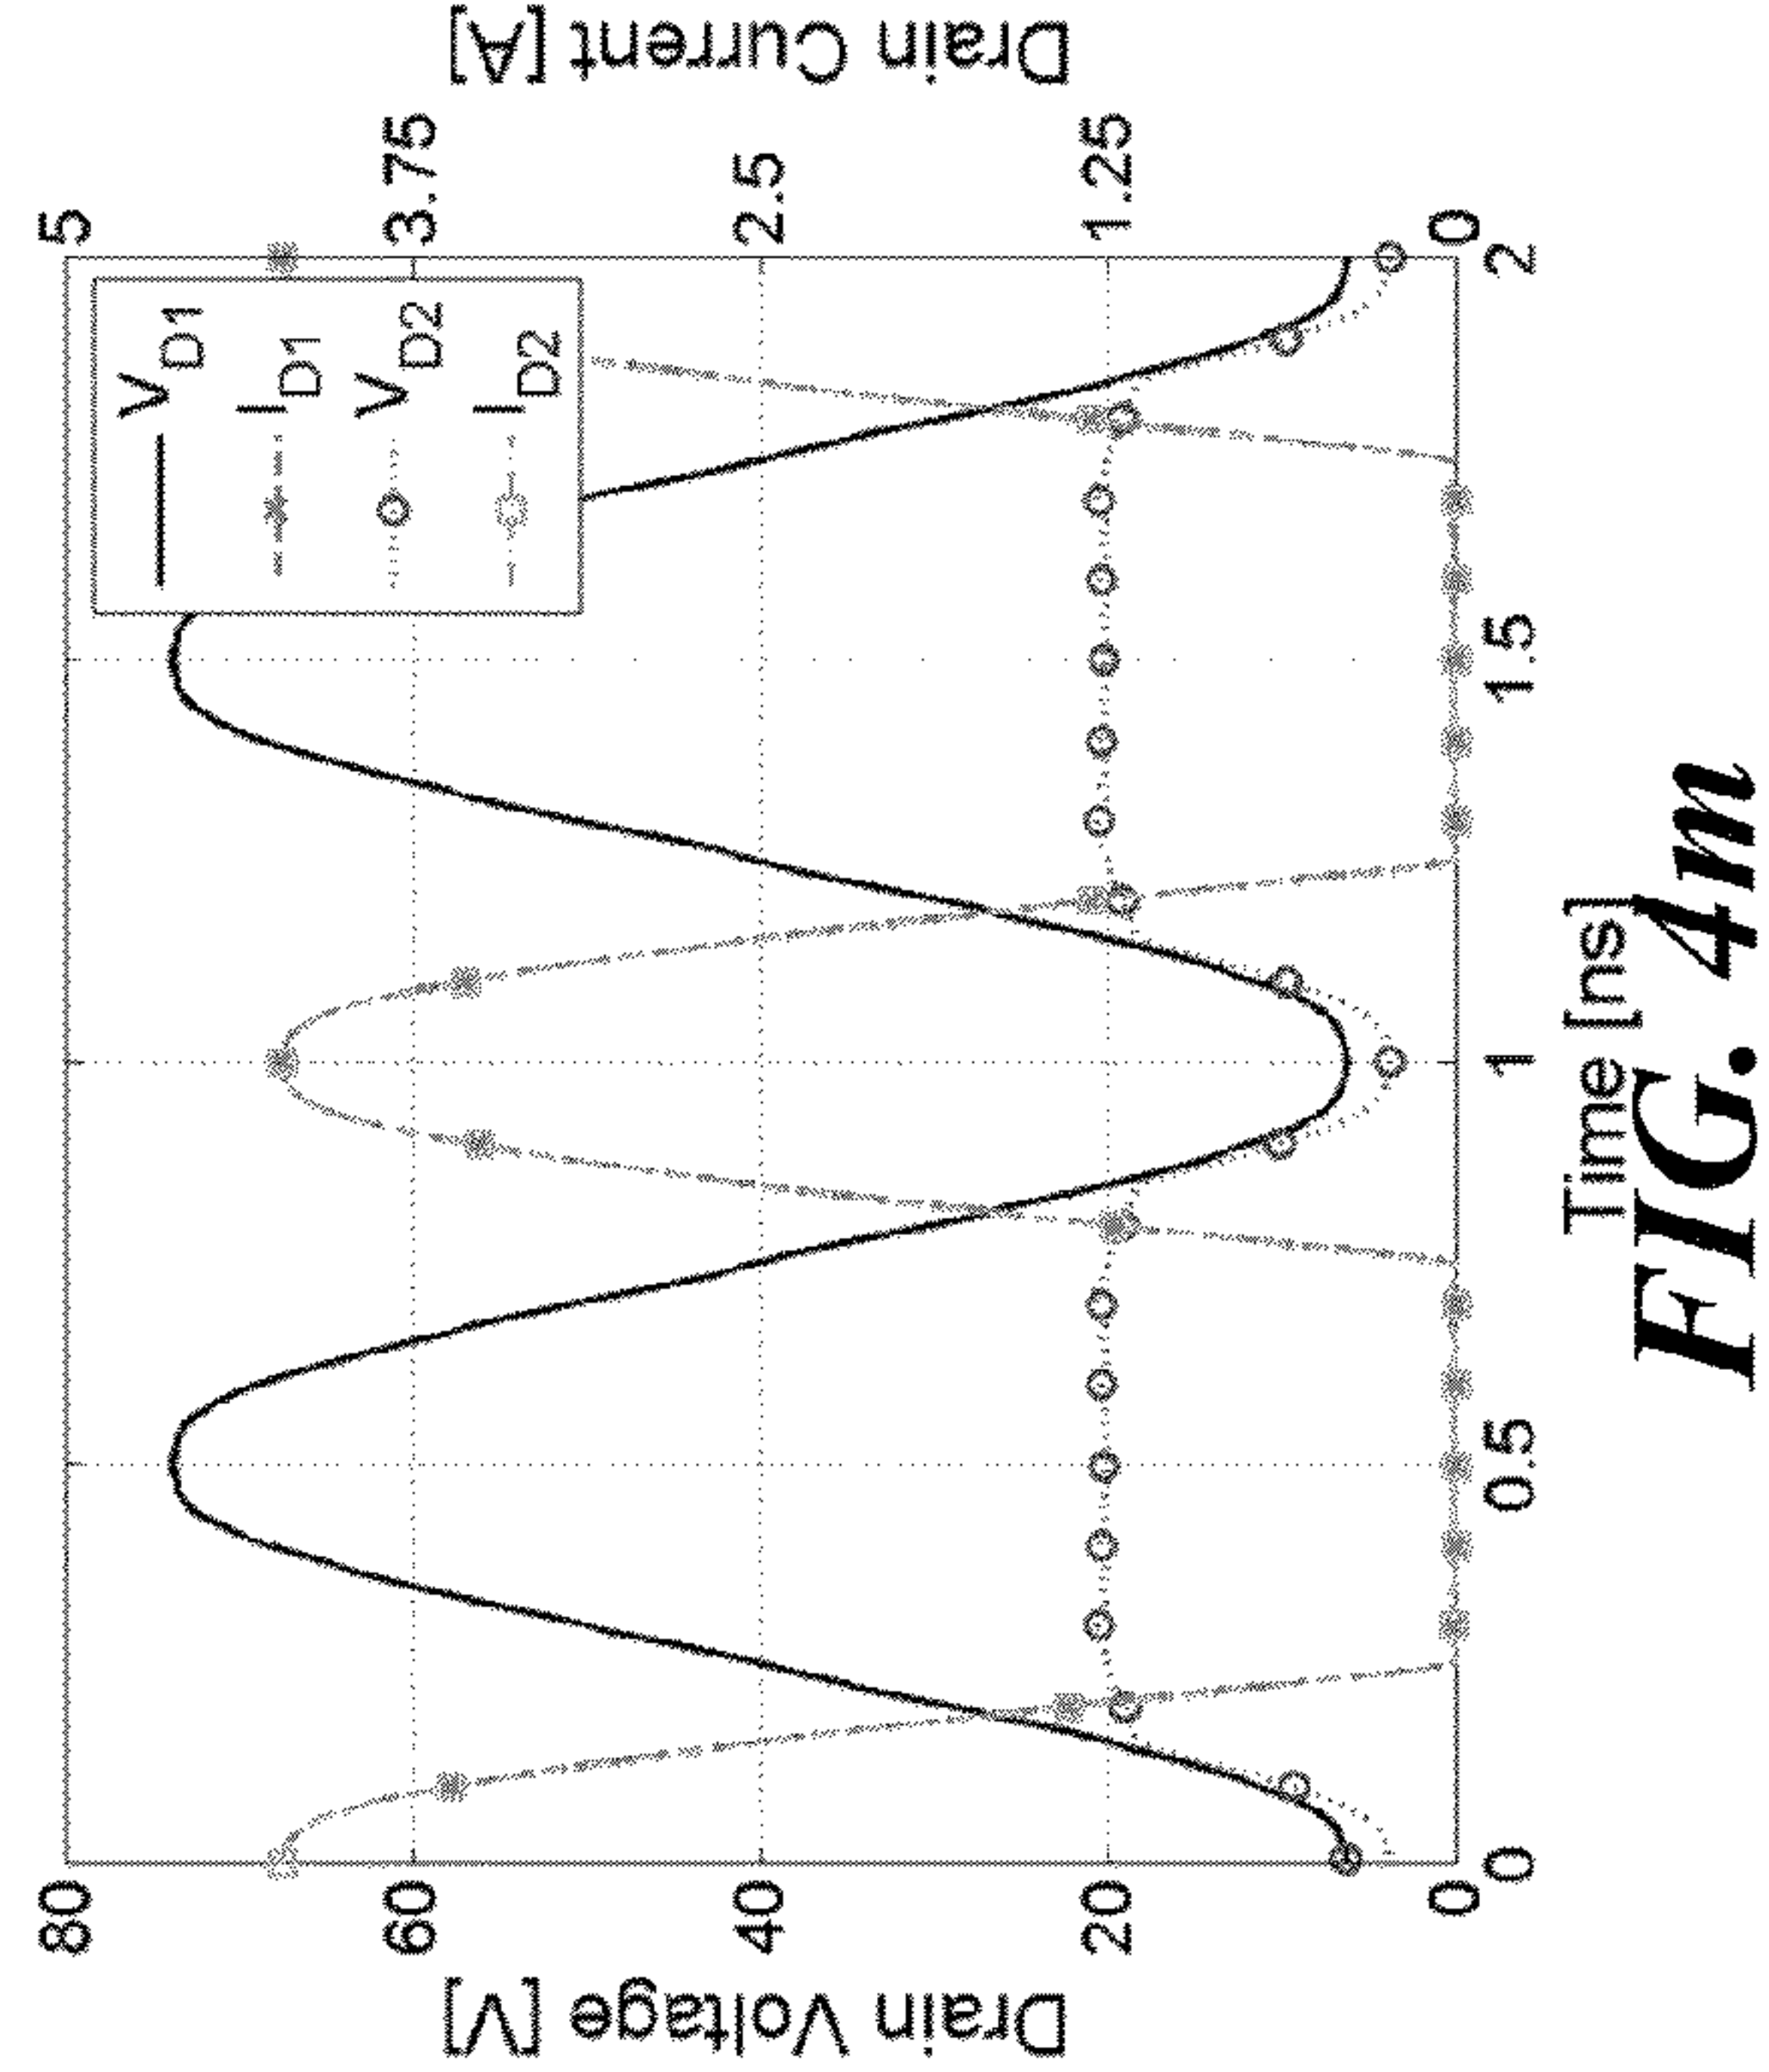 Drain Voltage [V]
80
60
40
20
0
V_D1
I_D1
V_D2
I_D2
5
3.75
2.5
1.25
0
Drain Current [A]
0
0.5
1
1.5
2
Time [ns]
FIG. 4m